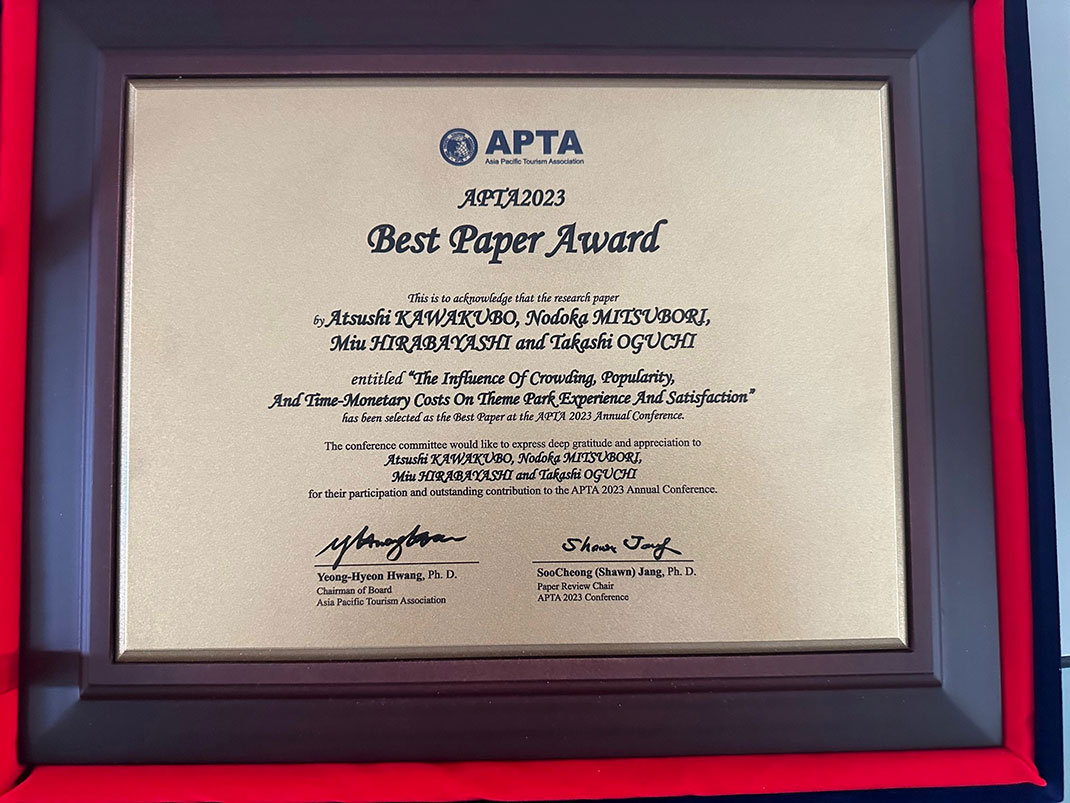 APTA
Asia Pacific Tourism Association
APTA2023
Best Paper Award
This is to acknowledge that the research paper
by Atsushi KAWAKUBO, Nodoka MITSUBORI,
Miu HIRABAYASHI and Takashi OGUCHI
entitled “The Influence Of Crowding, Popularity,
And Time-Monetary Costs On Theme Park Experience And Satisfaction”
has been selected as the Best Paper at the APTA 2023 Annual Conference.
The conference committee would like to express deep gratitude and appreciation to
Atsushi KAWAKUBO, Nodoka MITSUBORI,
Miu HIRABAYASHI and Takashi OGUCHI
for their participation and outstanding contribution to the APTA 2023 Annual Conference.
Shawn Jang
Yeong-Hyeon Hwang, Ph. D.
Chairman of Board
Asia Pacific Tourism Association
SooCheong (Shawn) Jang, Ph. D.
Paper Review Chair
APTA 2023 Conference